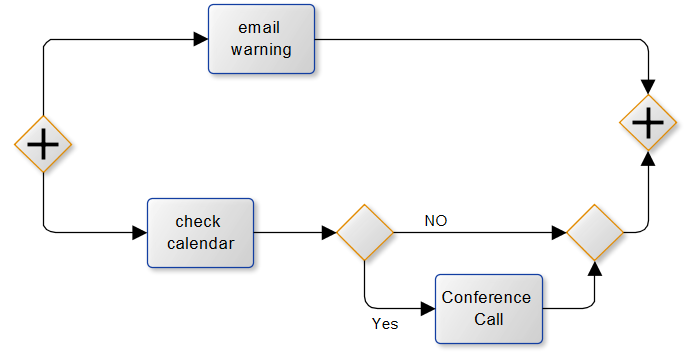 email
warning
check
calendar
NO
Conference
Call
Yes